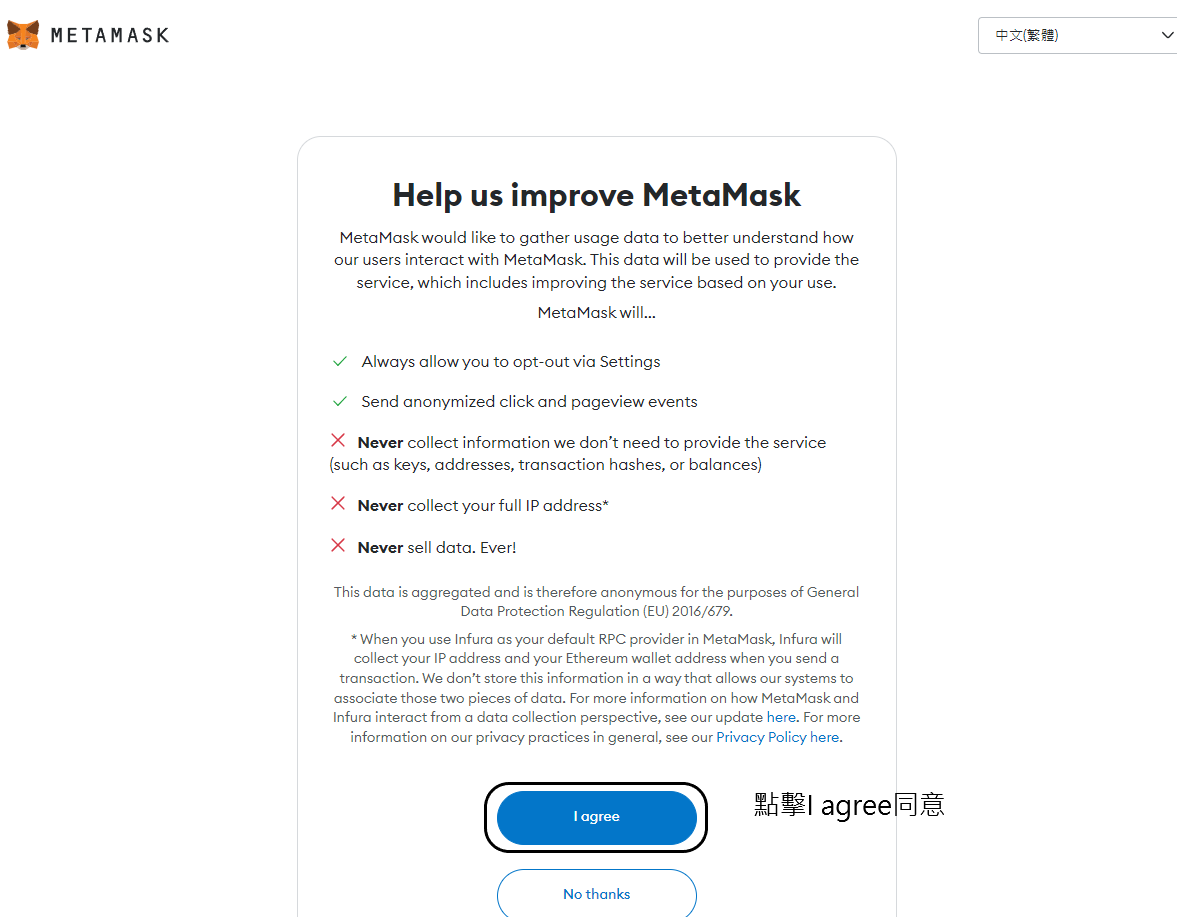 METAMASK
中文(繁體)
Help us improve MetaMask
MetaMask would like to gather usage data to better understand how
our users interact with MetaMask. This data will be used to provide the
service, which includes improving the service based on your use.
MetaMask will...
Always allow you to opt-out via Settings
Send anonymized click and pageview events
Never collect information we don’t need to provide the service
(such as keys, addresses, transaction hashes, or balances)
Never collect your full IP address*
Never sell data. Ever!
This data is aggregated and is therefore anonymous for the purposes of General
Data Protection Regulation (EU) 2016/679.
* When you use Infura as your default RPC provider in MetaMask, Infura will
collect your IP address and your Ethereum wallet address when you send a
transaction. We don’t store this information in a way that allows our systems to
associate those two pieces of data. For more information on how MetaMask and
Infura interact from a data collection perspective, see our update here. For more
information on our privacy practices in general, see our Privacy Policy here.
I agree
點擊I agree同意
No thanks